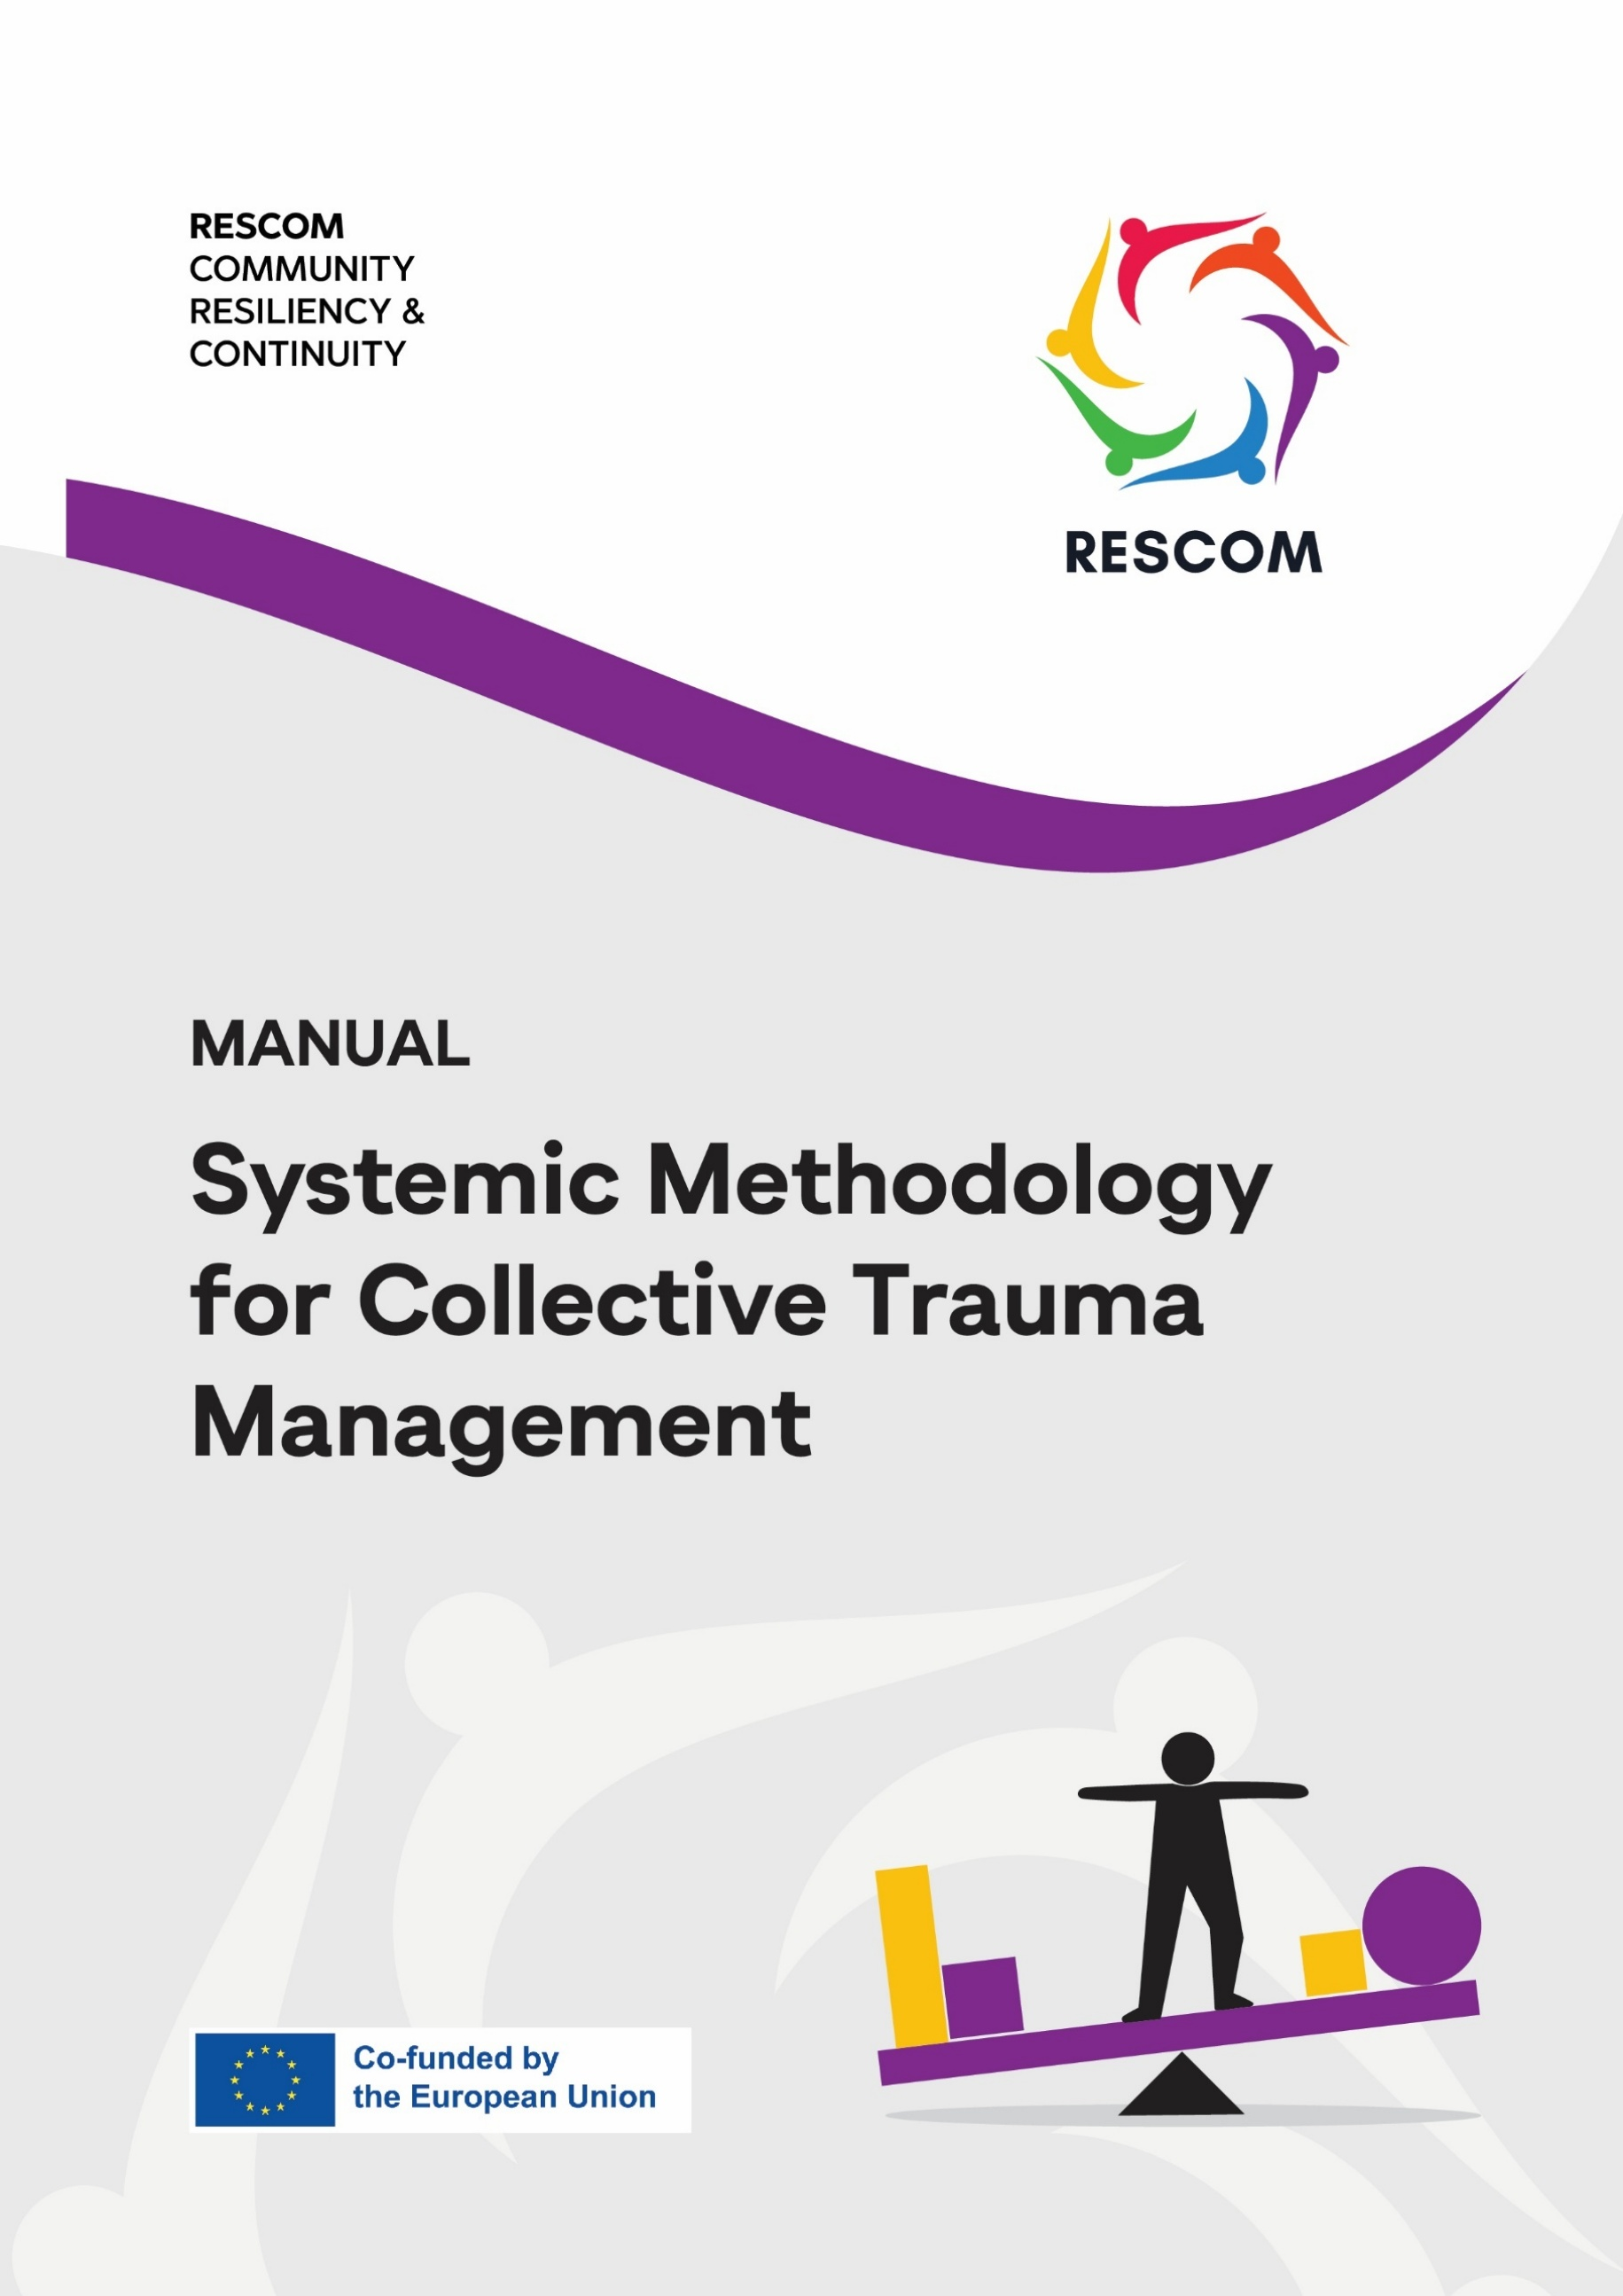 RESCOM
COMMUNITY
RESILIENCY &
CONTINUITY
RESCOM
MANUAL
Systemic Methodology
for Collective Trauma
Management
Co-funded by
the European Union